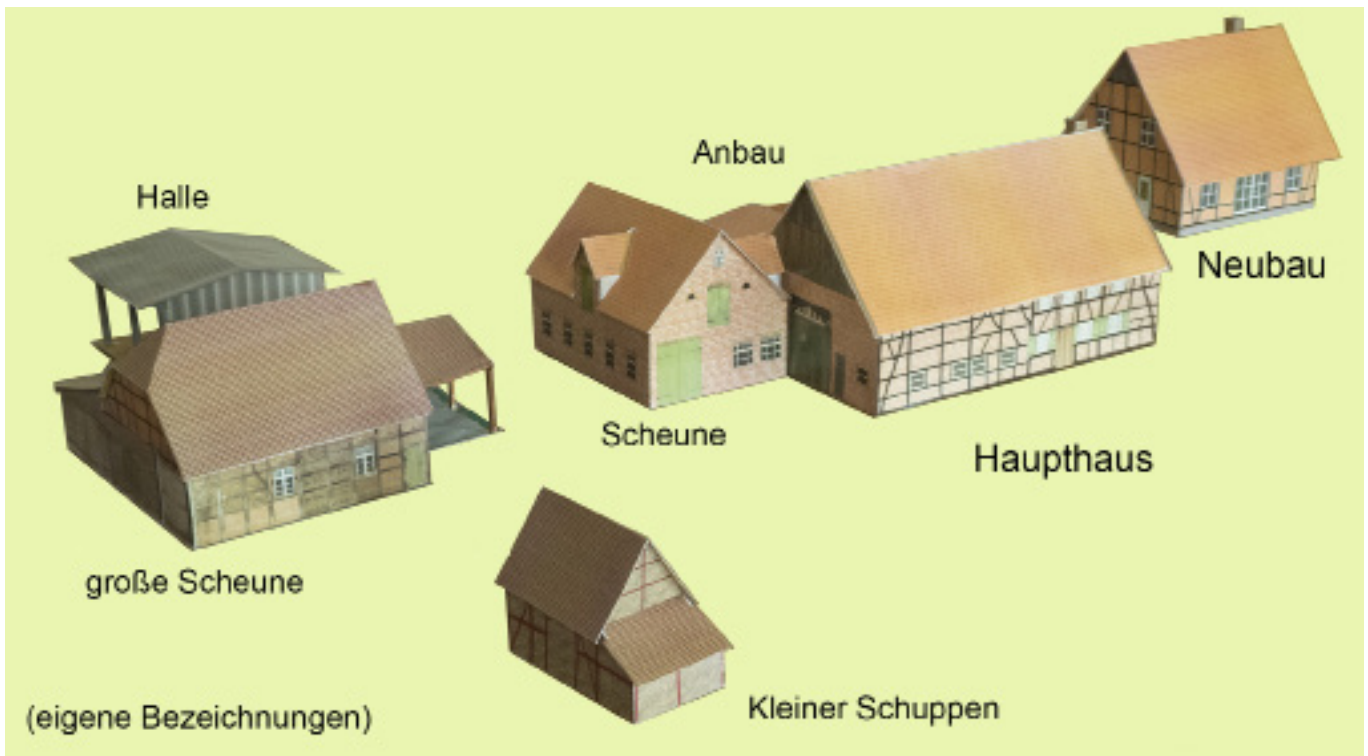 Anbau
Halle
Neubau
Scheune
Haupthaus
große Scheune
Kleiner Schuppen
(eigene Bezeichnungen)